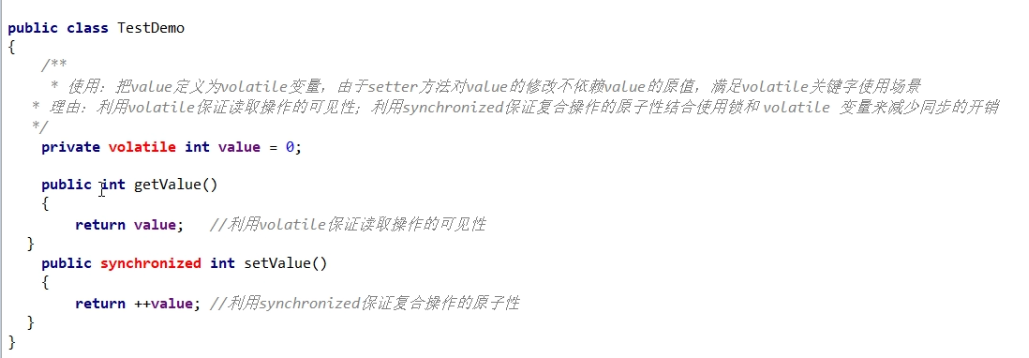 public class TestDemo
{
/**
* 使用：把value定义为volatile变量，由于setter方法对value的修改不依赖value的原值，满足volatile关键字使用场景
* 理由：利用volatile保证读取操作的可见性；利用synchronized保证复合操作的原子性结合使用锁和 volatile 变量来减少同步的开销
*/
private volatile int value = 0;
public int getValue()
{
return value; //利用volatile保证读取操作的可见性
}
public synchronized int setValue()
{
return ++value; //利用synchronized保证复合操作的原子性
}
}